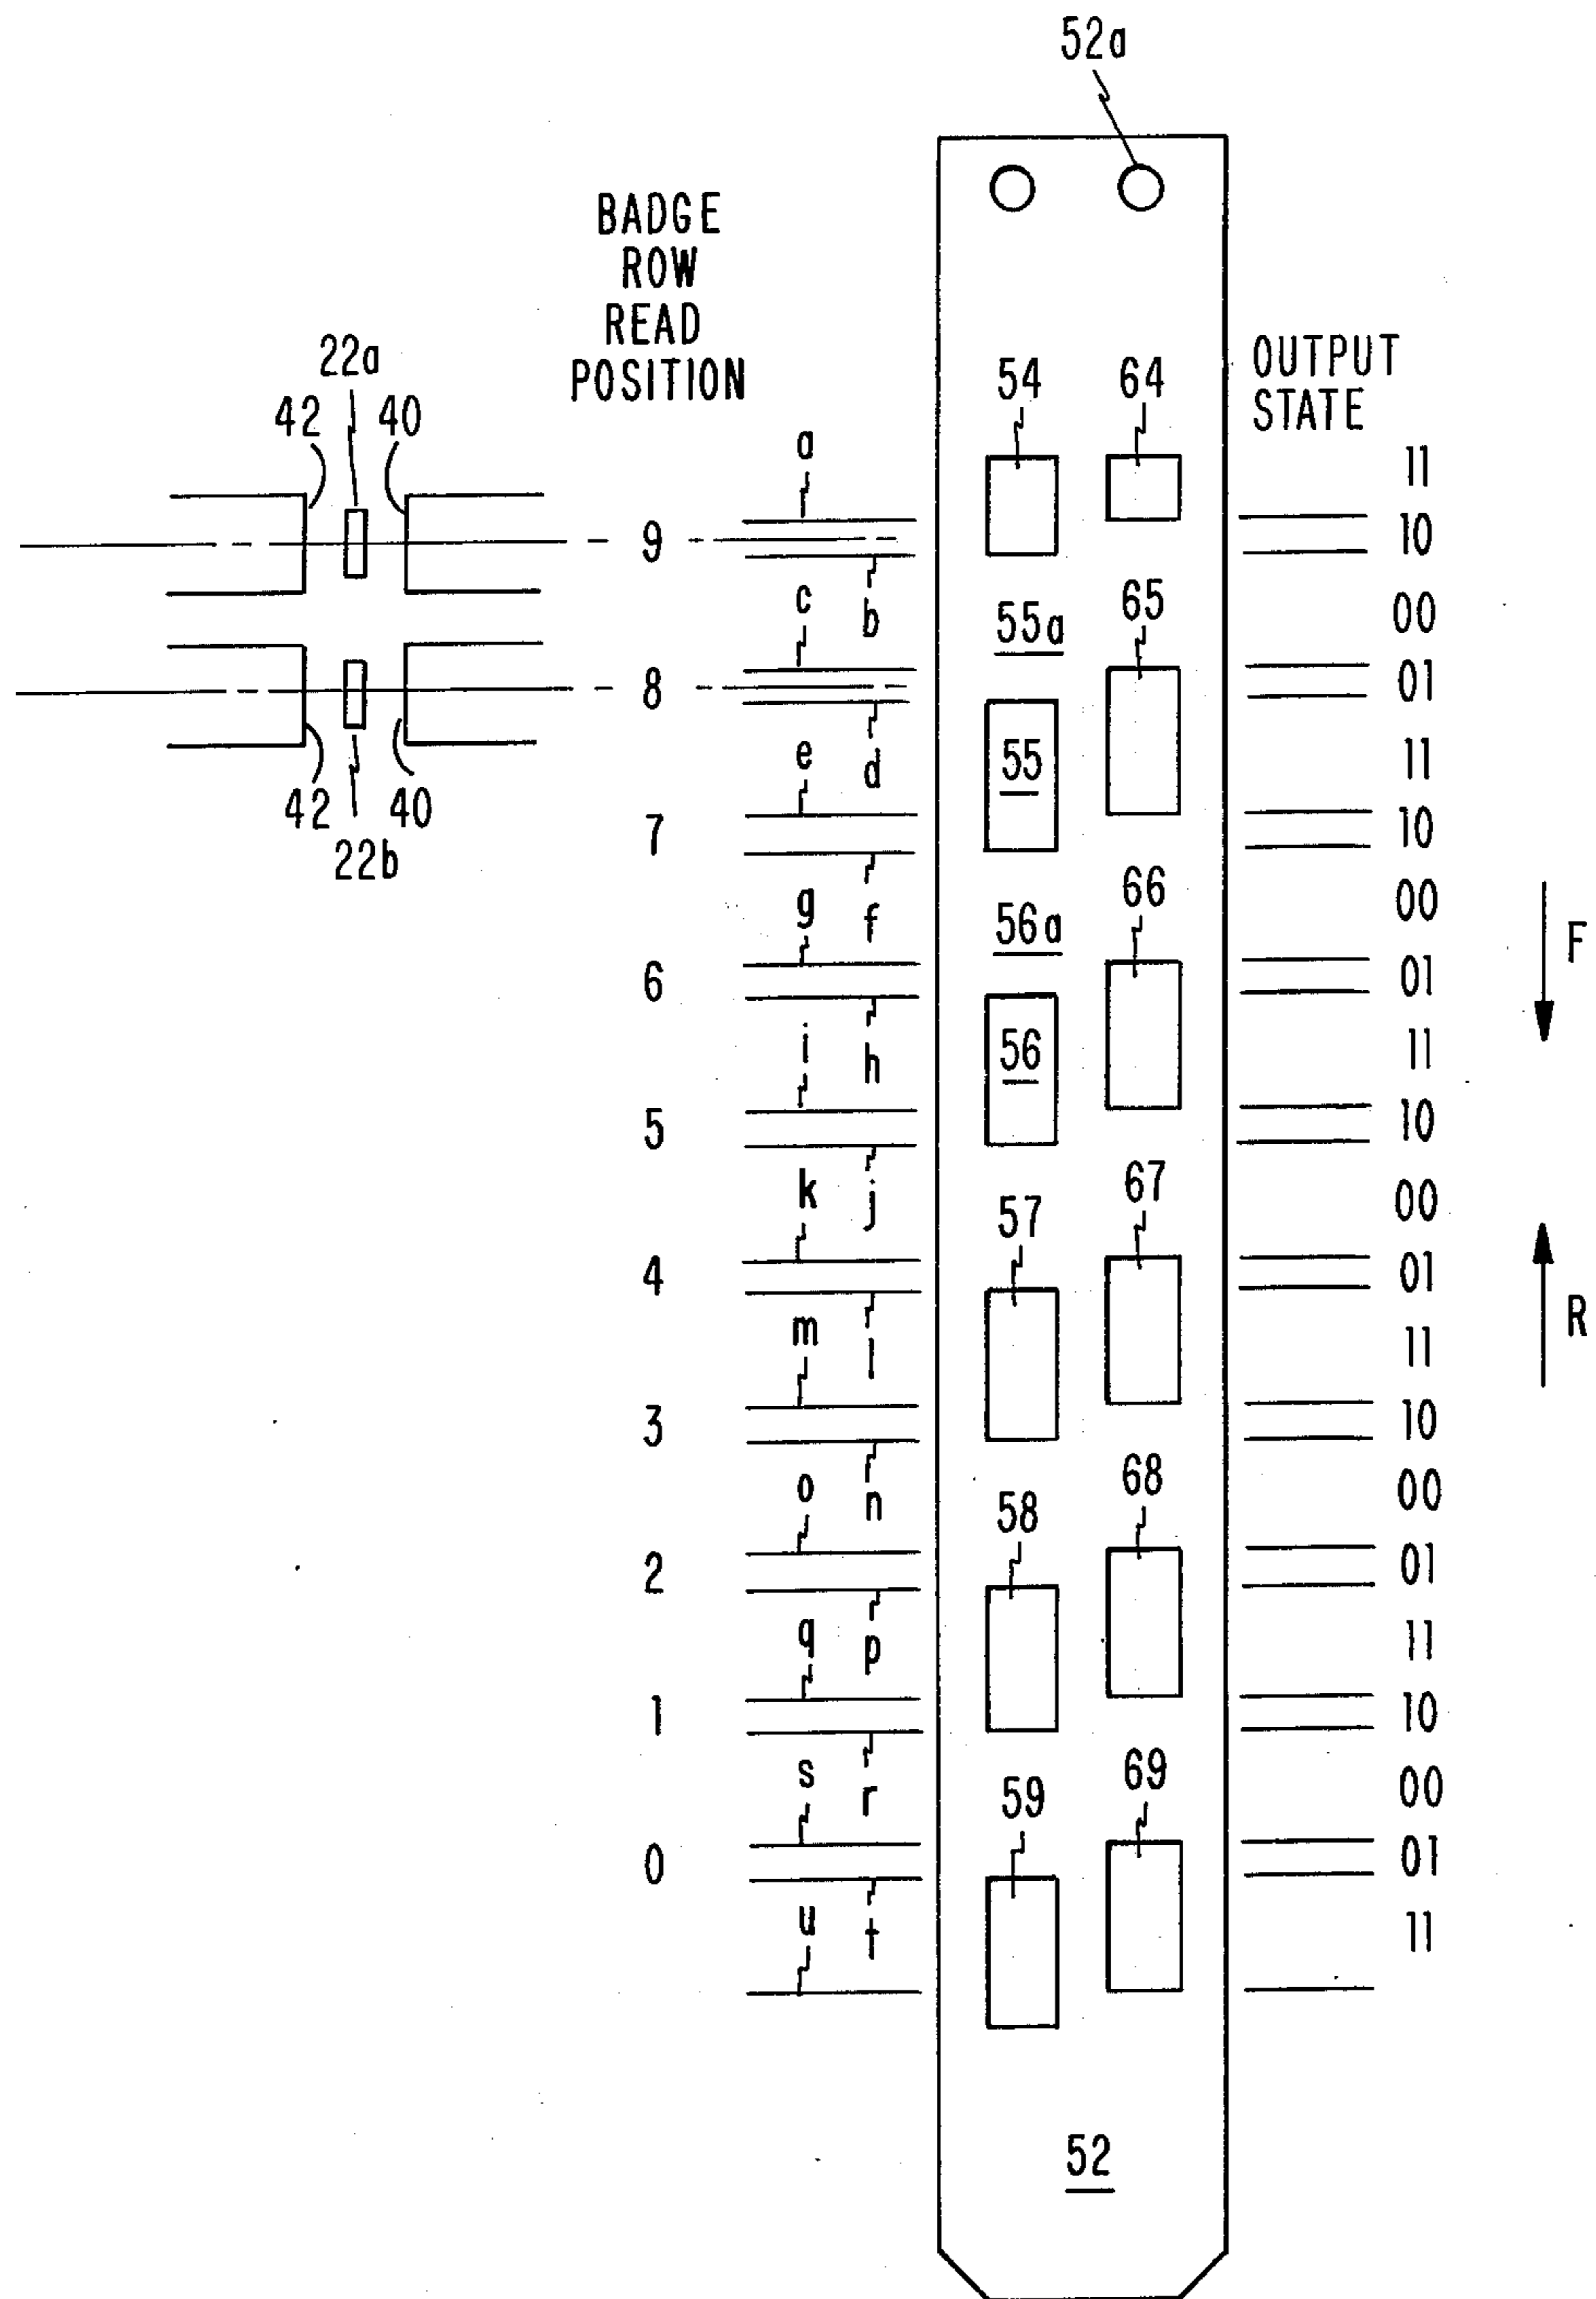 52a
BADGE
ROW
READ
POSITION
22a
42 40
42 40
22b
OUTPUT
STATE
54 64
a
11
9
10
c b
55a 65
00
8
01
e d
55
11
7
10
g f
56a 66
00
F
6
01
i h
56
11
5
10
k j
57 67
00
4
01
R
m l
11
3
10
o n
58 68
00
2
01
q p
11
1
10
s r
59 69
00
0
01
u t
11
52